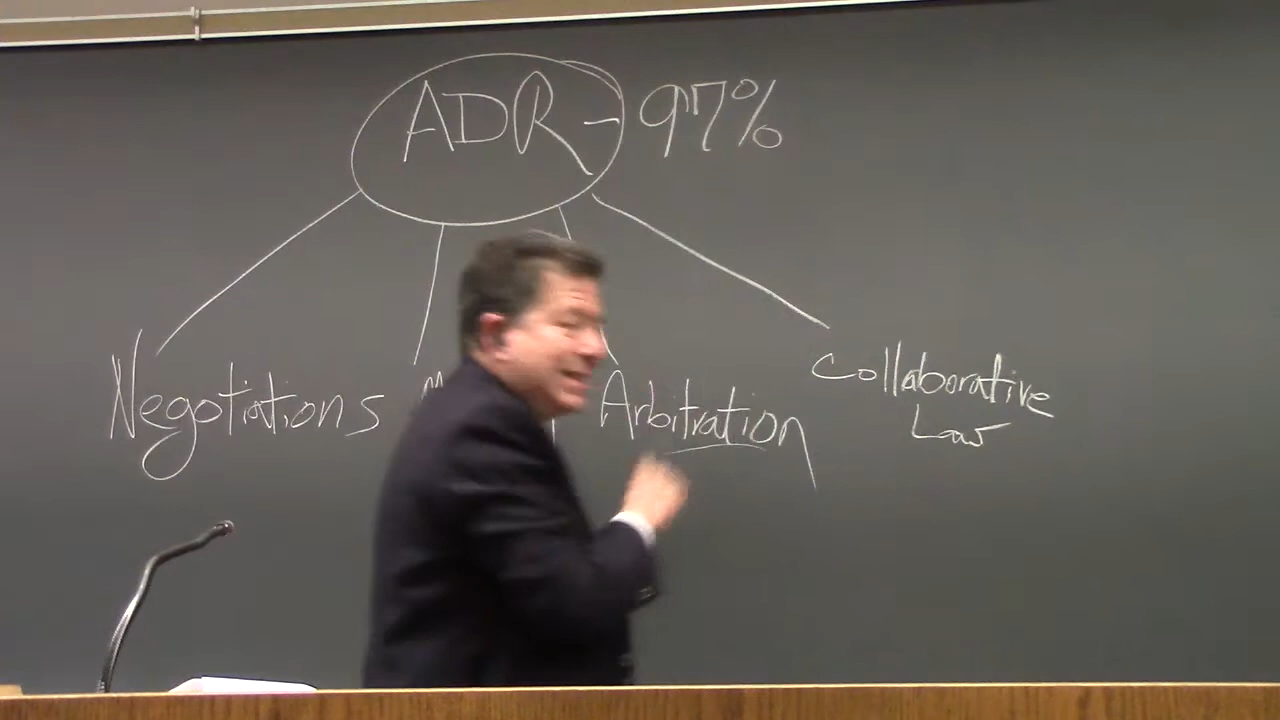 ADR - 97%
Negotiations
Arbitration
Collaborative
Law